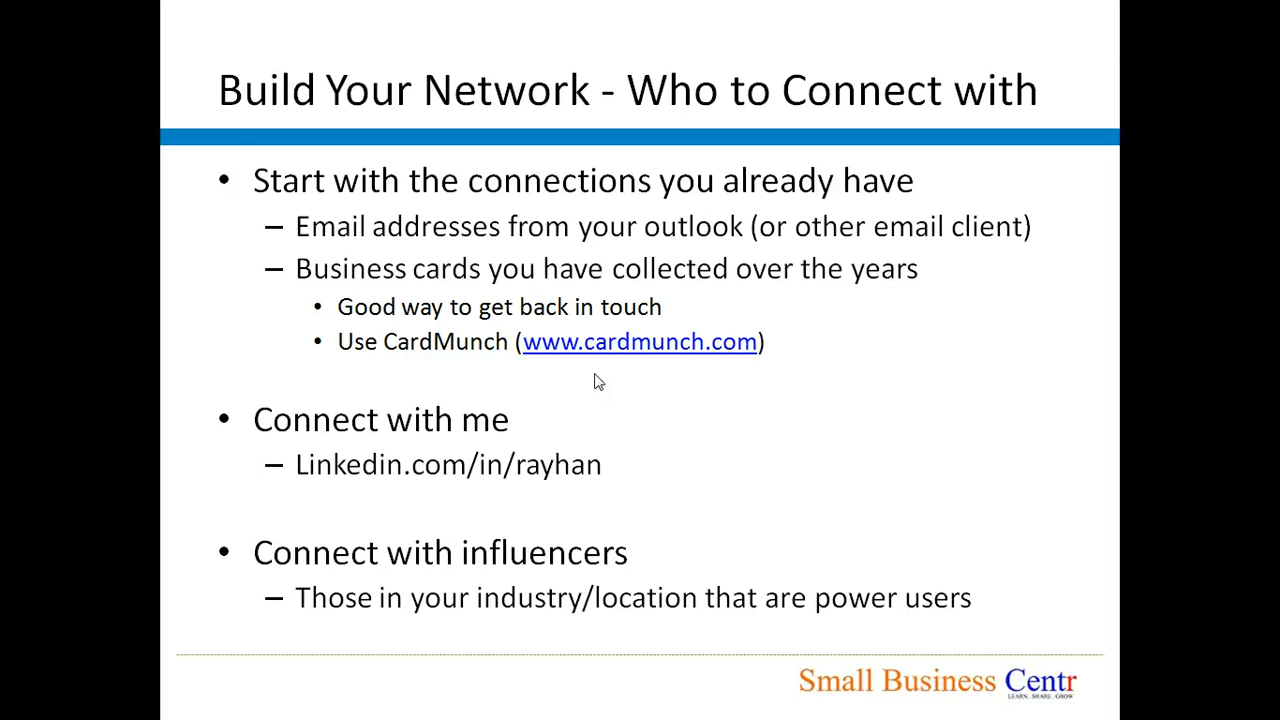 Build Your Network - Who to Connect with
• Start with the connections you already have
– Email addresses from your outlook (or other email client)
– Business cards you have collected over the years
• Good way to get back in touch
• Use CardMunch (www.cardmunch.com)
• Connect with me
– Linkedin.com/in/rayhan
• Connect with influencers
– Those in your industry/location that are power users
Small Business Centr
LEARN . SHARE . GROW